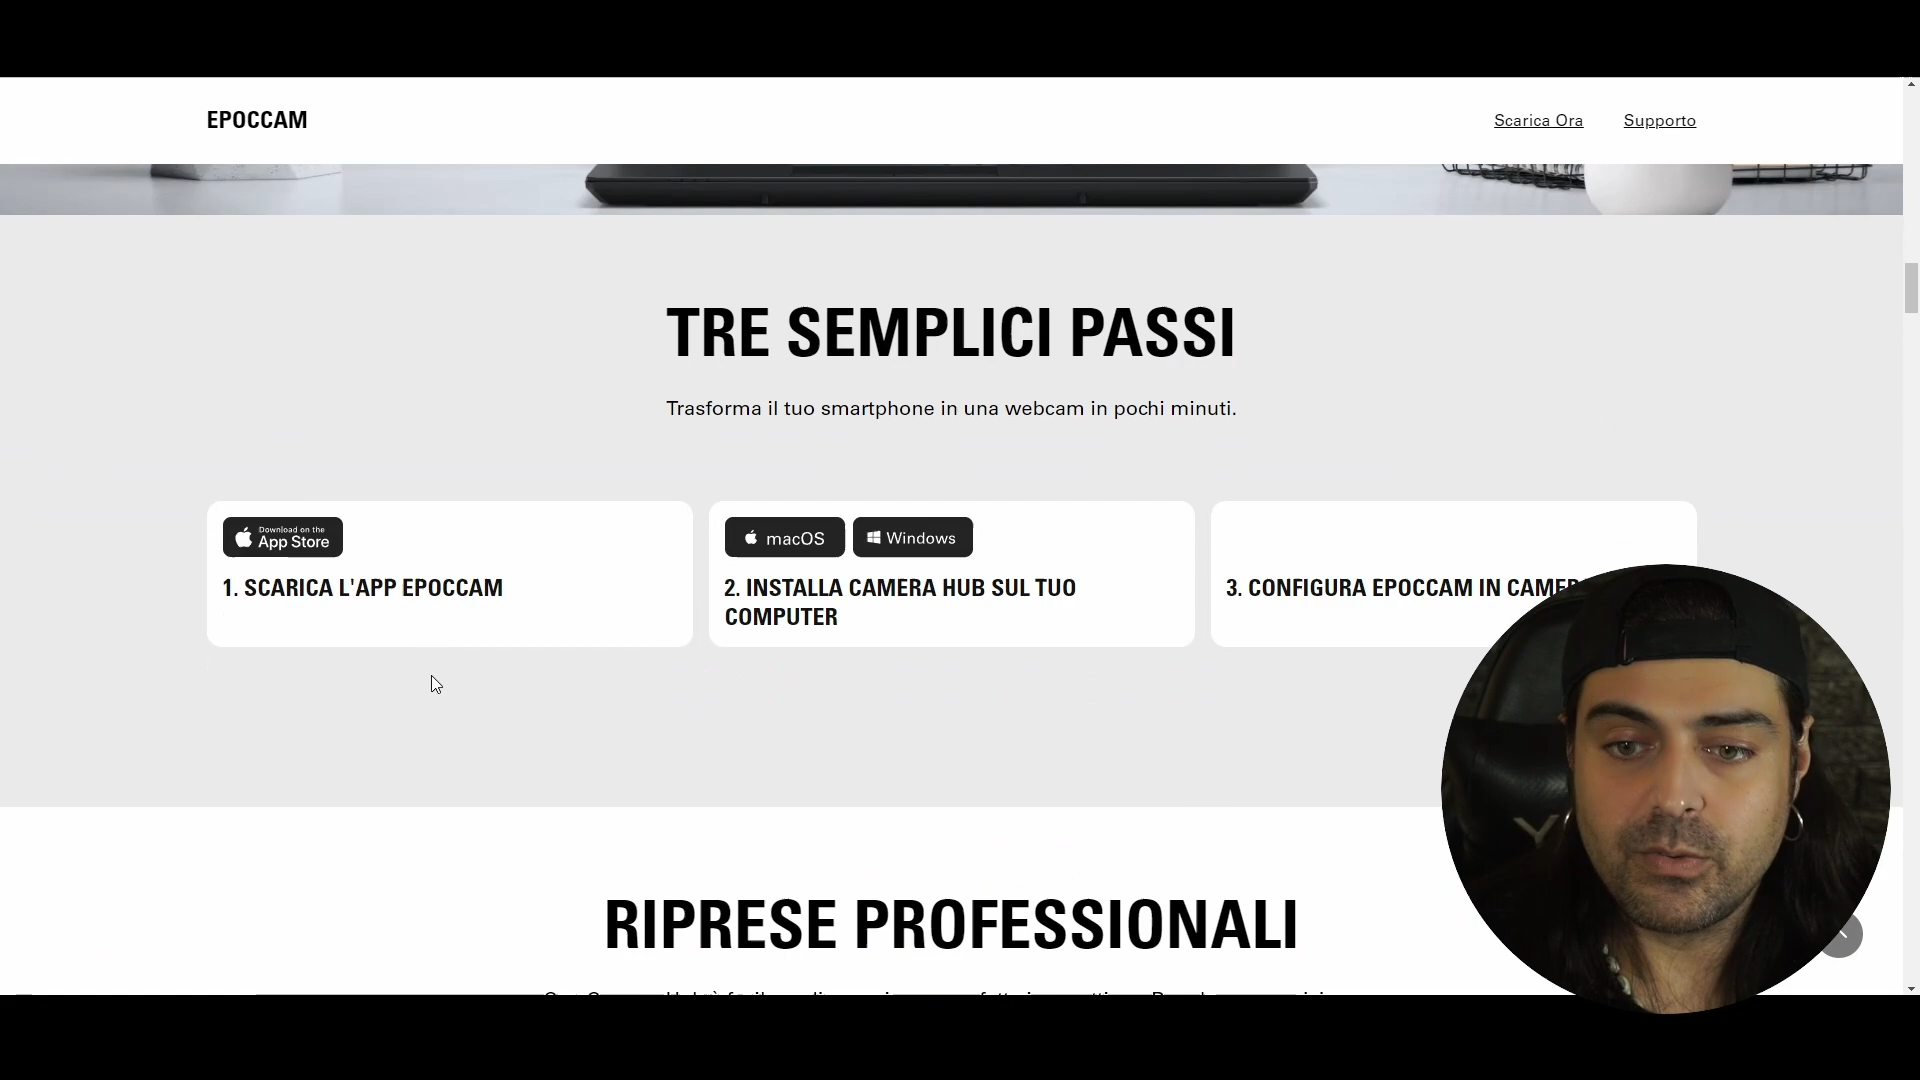 EPOCCAM
Scarica Ora
Supporto
TRE SEMPLICI PASSI
Trasforma il tuo smartphone in una webcam in pochi minuti.
Download on the
App Store
1. SCARICA L'APP EPOCCAM
macOS
Windows
2. INSTALLA CAMERA HUB SUL TUO
COMPUTER
3. CONFIGURA EPOCCAM IN
RIPRESE PROFESSIONALI